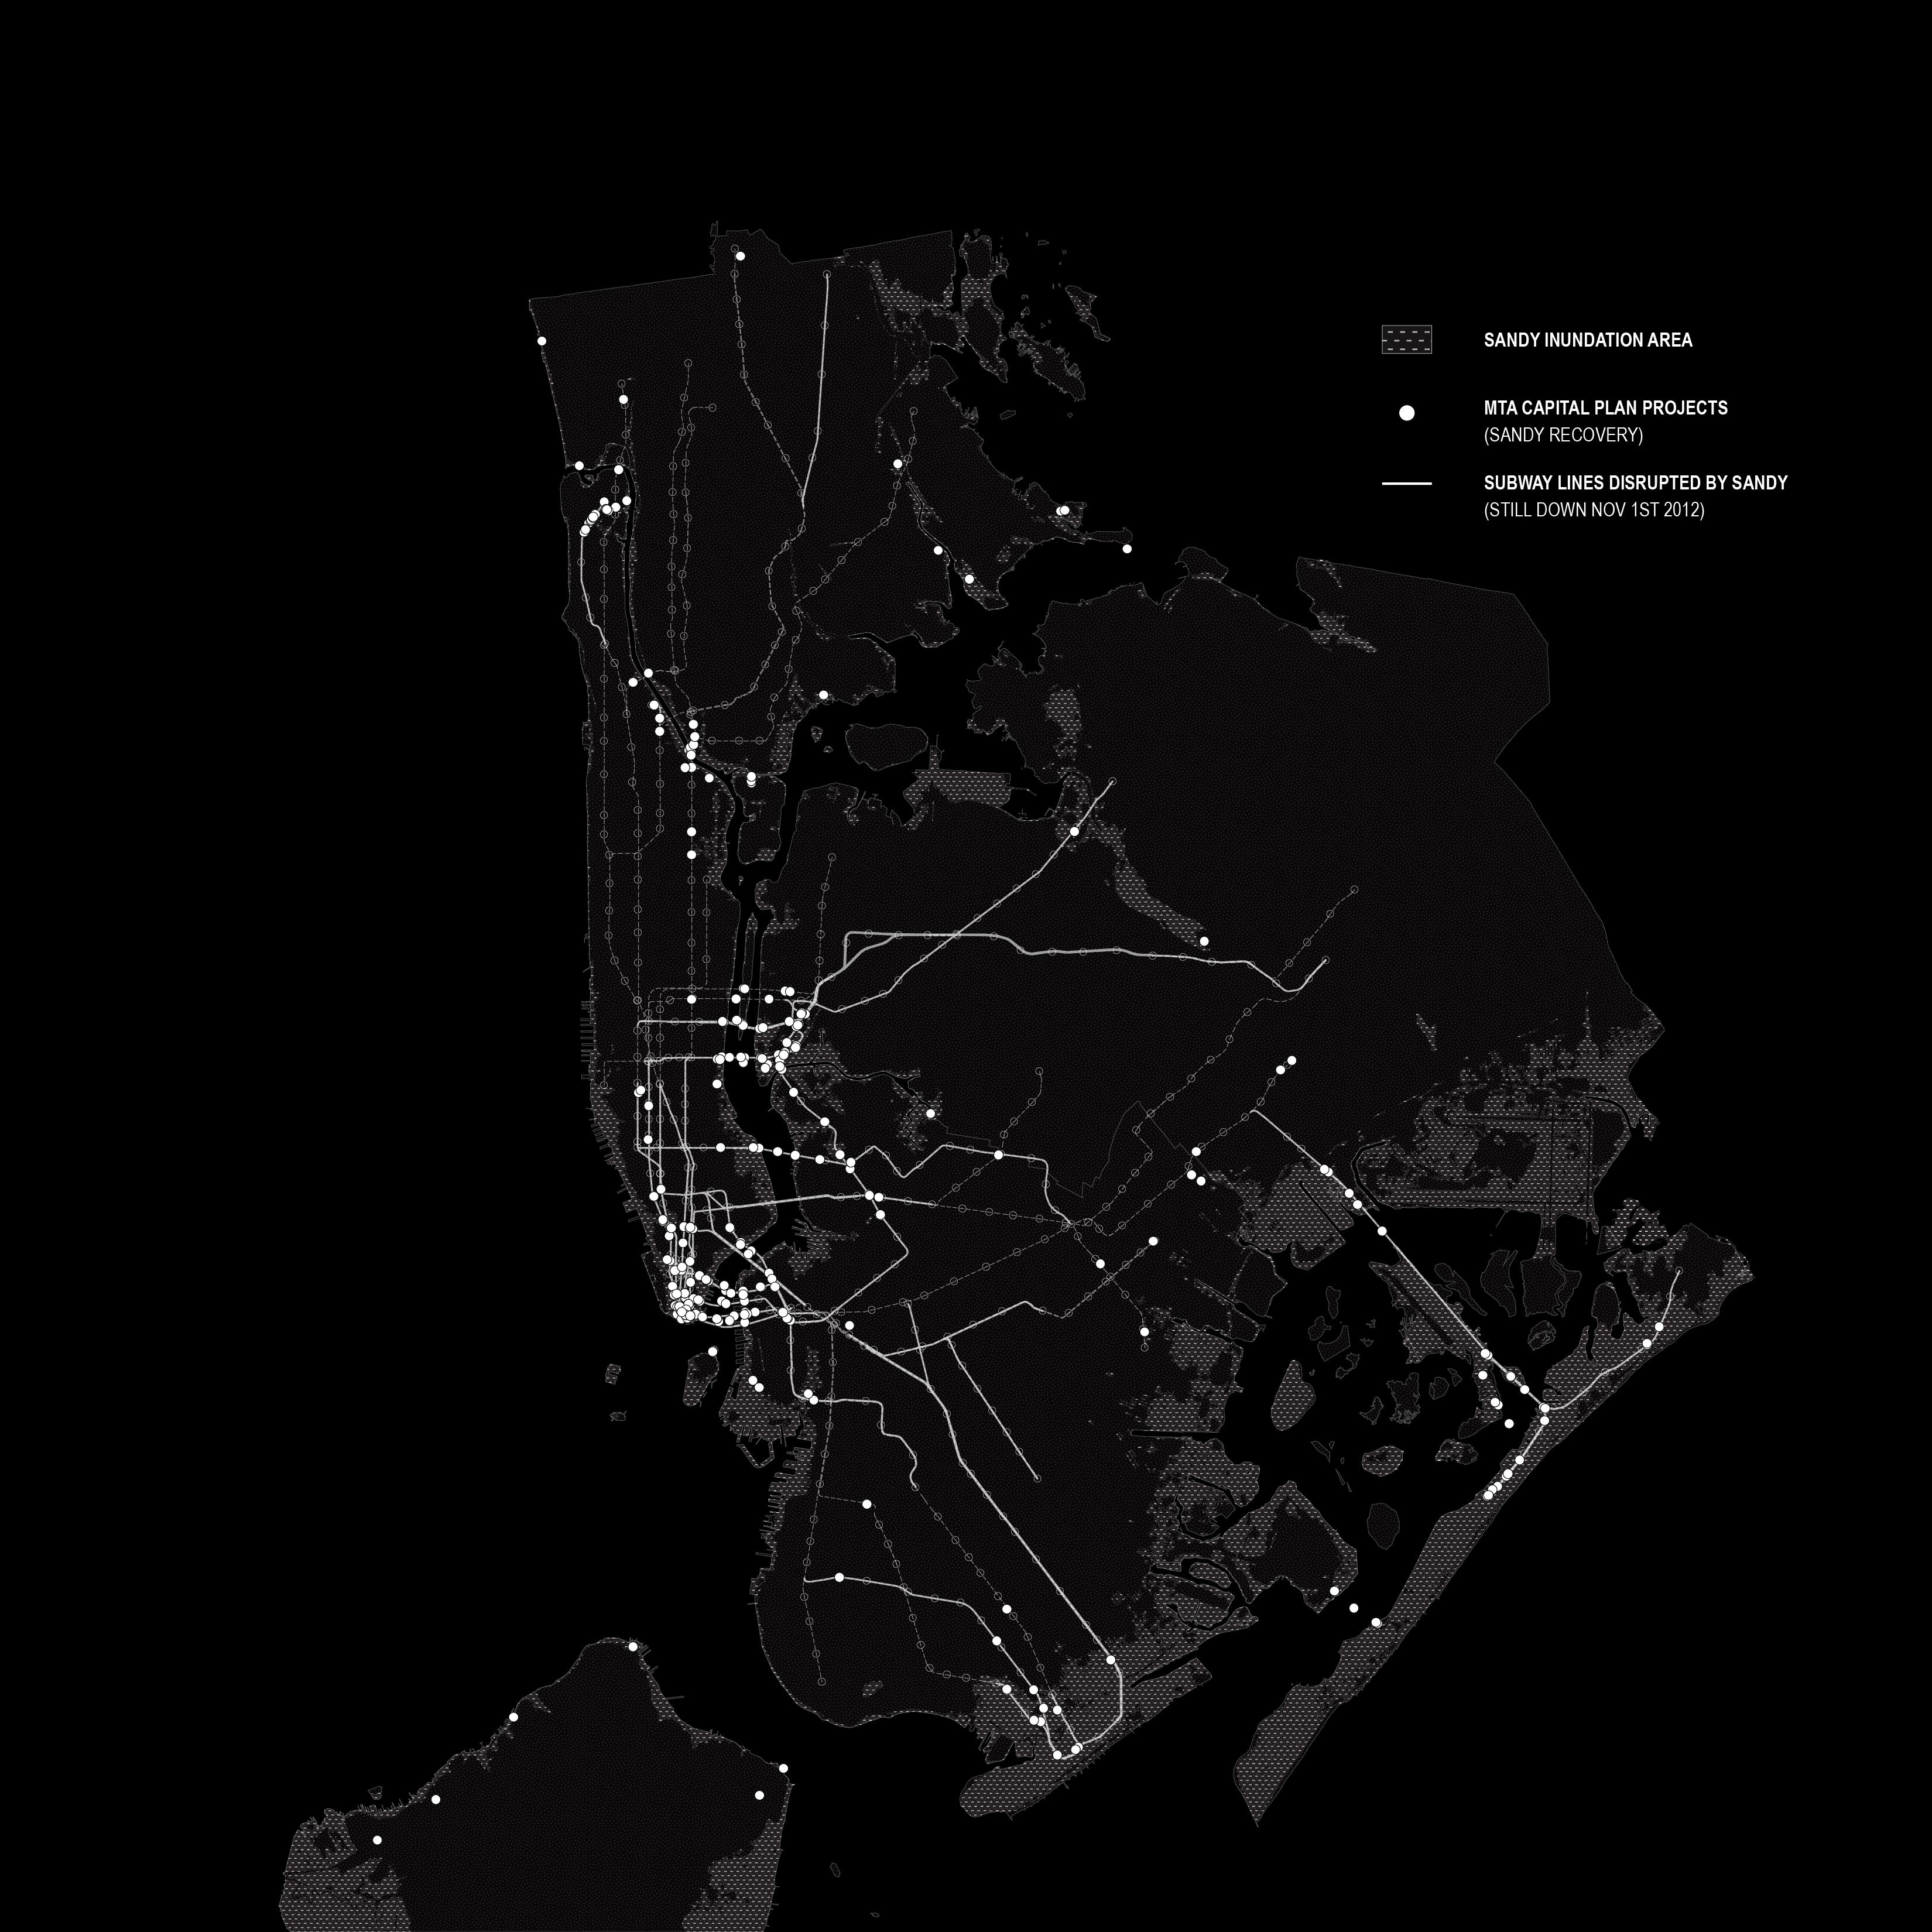 SANDY INUNDATION AREA
MTA CAPITAL PLAN PROJECTS
(SANDY RECOVERY)
SUBWAY LINES DISRUPTED BY SANDY
(STILL DOWN NOV 1ST 2012)